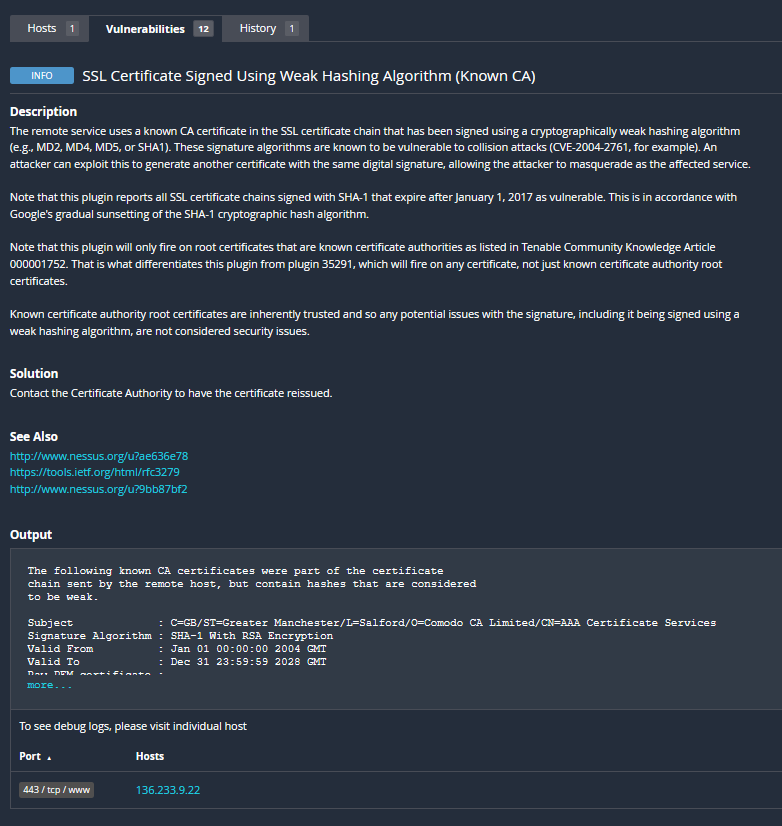 Hosts 1 Vulnerabilities 12 History 1
INFO SSL Certificate Signed Using Weak Hashing Algorithm (Known CA)
Description
The remote service uses a known CA certificate in the SSL certificate chain that has been signed using a cryptographically weak hashing algorithm
(e.g., MD2, MD4, MD5, or SHA1). These signature algorithms are known to be vulnerable to collision attacks (CVE-2004-2761, for example). An
attacker can exploit this to generate another certificate with the same digital signature, allowing the attacker to masquerade as the affected service.
Note that this plugin reports all SSL certificate chains signed with SHA-1 that expire after January 1, 2017 as vulnerable. This is in accordance with
Google's gradual sunsetting of the SHA-1 cryptographic hash algorithm.
Note that this plugin will only fire on root certificates that are known certificate authorities as listed in Tenable Community Knowledge Article
000001752. That is what differentiates this plugin from plugin 35291, which will fire on any certificate, not just known certificate authority root
certificates.
Known certificate authority root certificates are inherently trusted and so any potential issues with the signature, including it being signed using a
weak hashing algorithm, are not considered security issues.
Solution
Contact the Certificate Authority to have the certificate reissued.
See Also
http://www.nessus.org/u?ae636e78
https://tools.ietf.org/html/rfc3279
http://www.nessus.org/u?9bb87bf2
Output
The following known CA certificates were part of the certificate
chain sent by the remote host, but contain hashes that are considered
to be weak.
Subject : C=GB/ST=Greater Manchester/L=Salford/O=Comodo CA Limited/CN=AAA Certificate Services
Signature Algorithm : SHA-1 With RSA Encryption
Valid From : Jan 01 00:00:00 2004 GMT
Valid To : Dec 31 23:59:59 2028 GMT
Raw PEM certificate :
more...
To see debug logs, please visit individual host
Port Hosts
443 / tcp / www 136.233.9.22